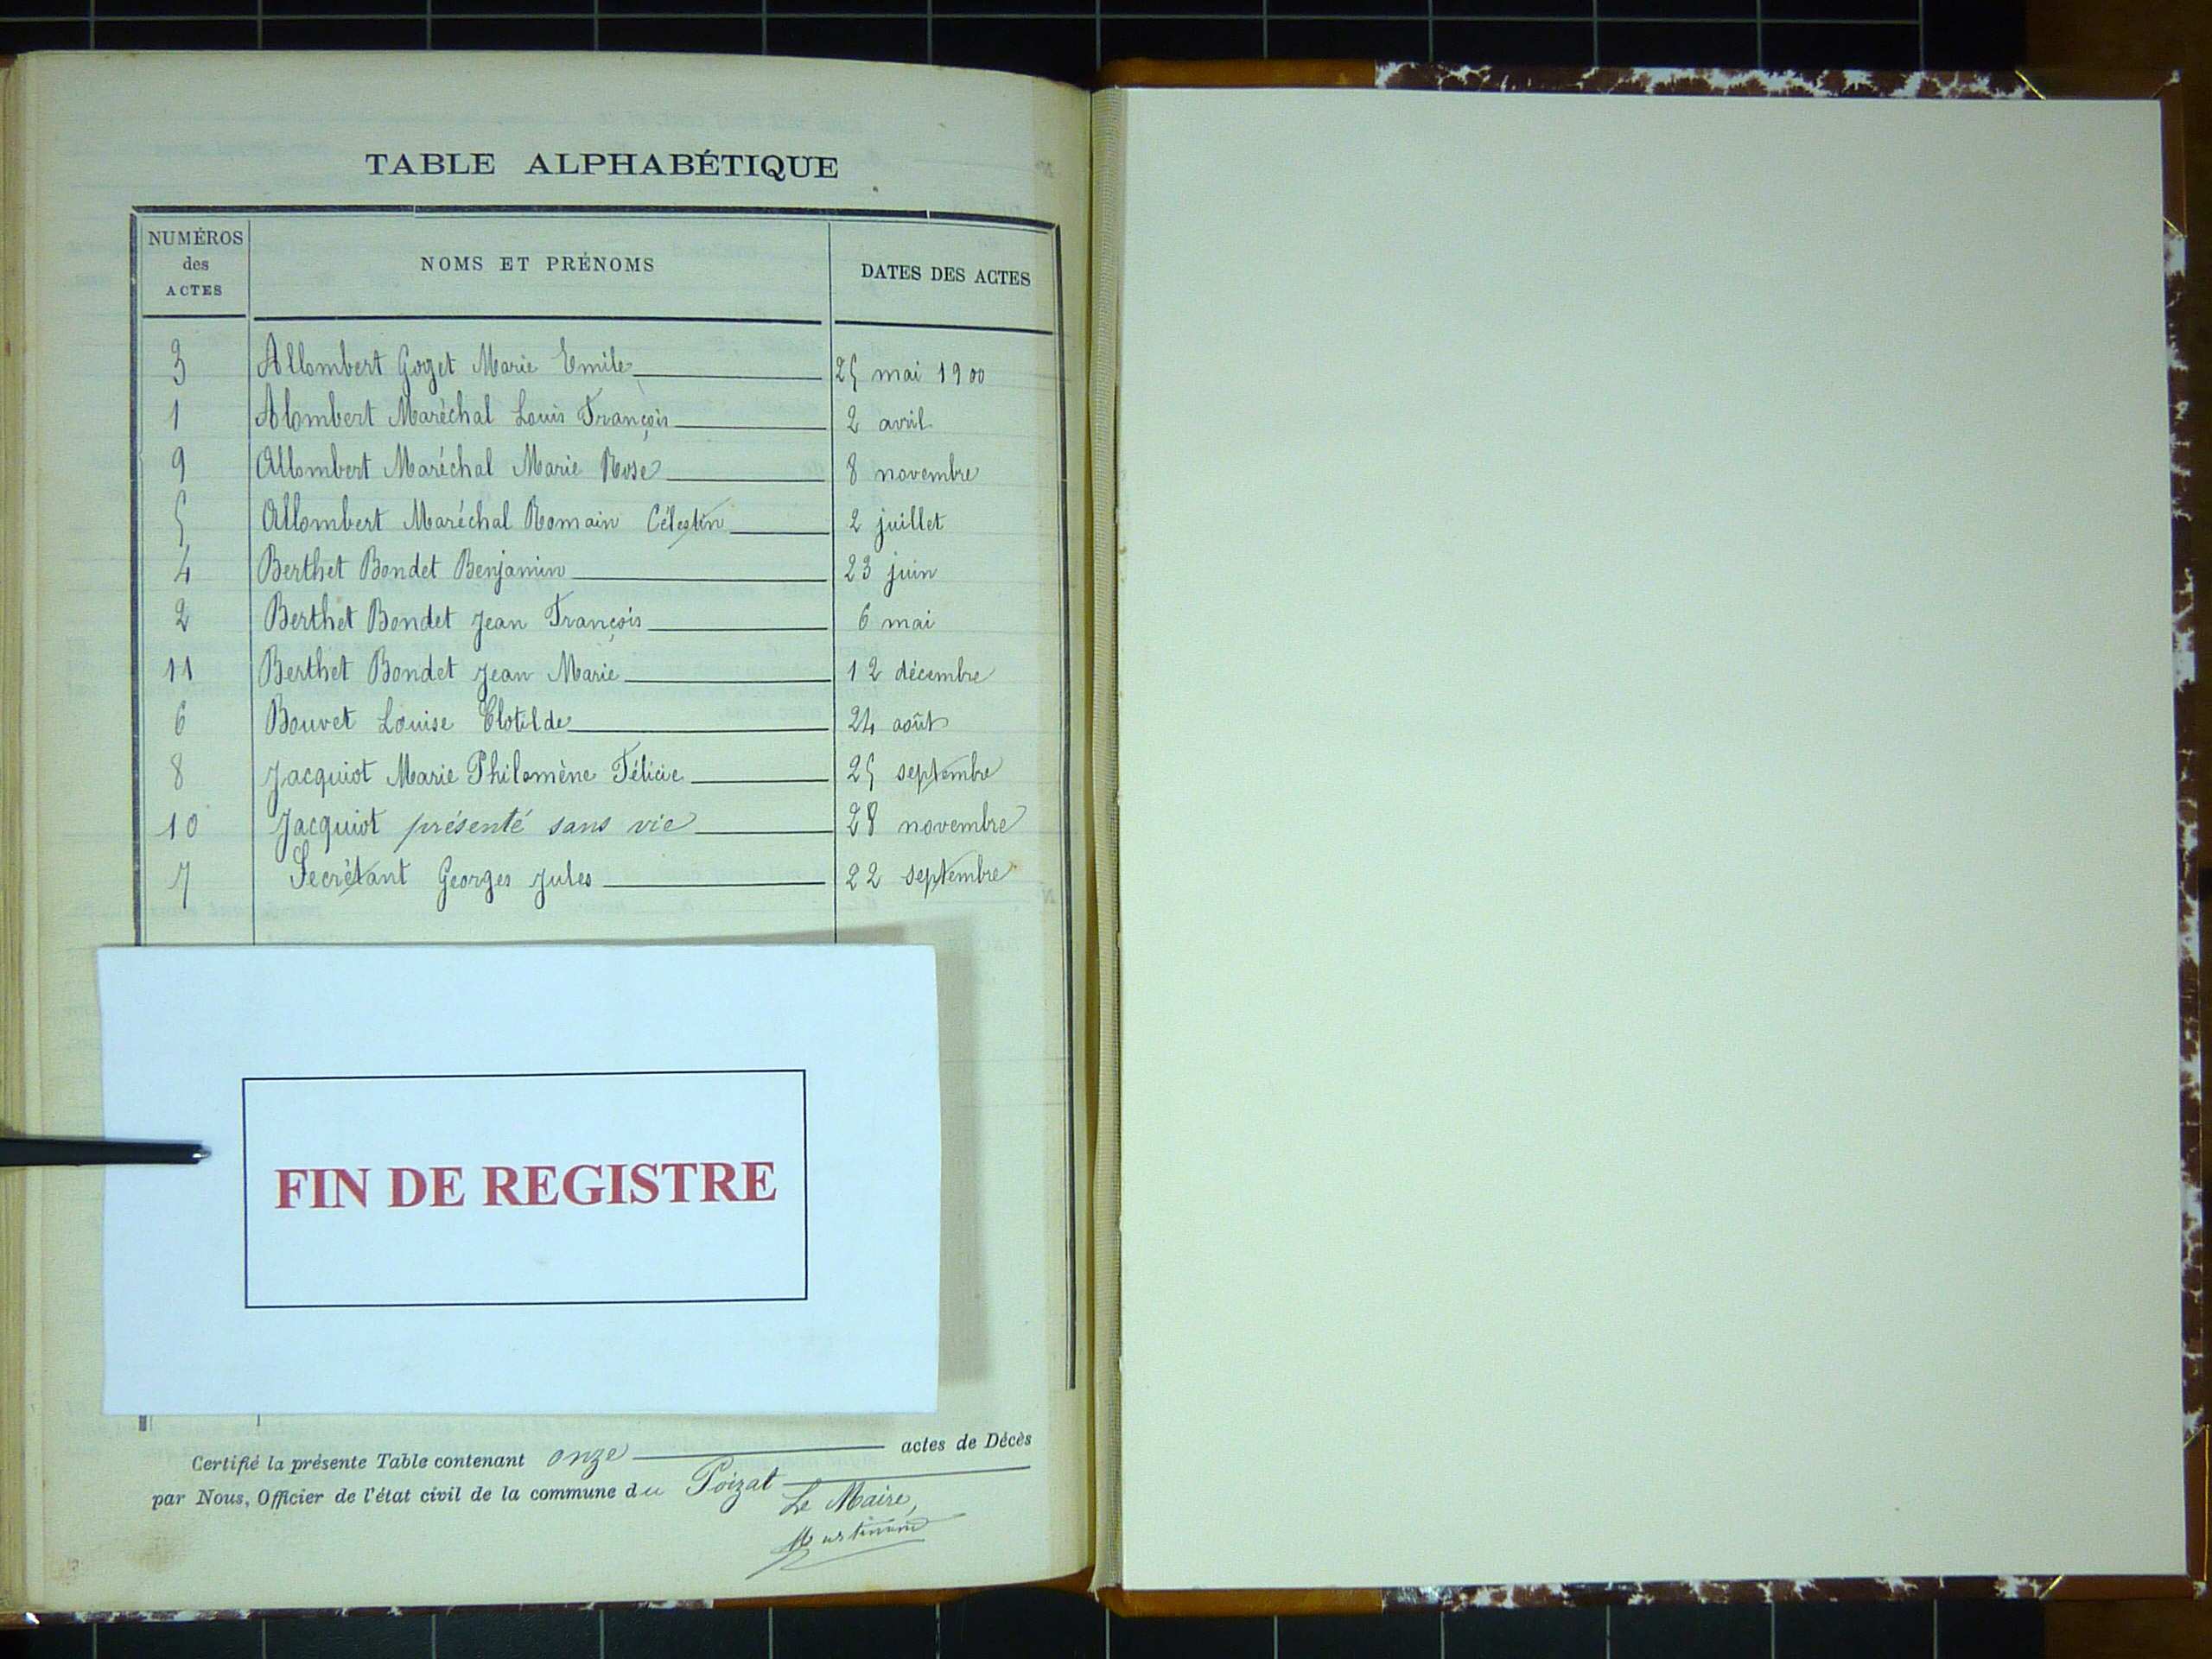 TABLE ALPHABÉTIQUE
NUMÉROS des ACTES NOMS ET PRÉNOMS DATES DES ACTES
3 Allombert Goget Marie Emile 25 mai 1900
1 Alombert Maréchal Louis François 2 avril
9 Allombert Maréchal Marie Rose 8 novembre
5 Allombert Maréchal Romain Célestin 2 juillet
4 Berthet Bondet Benjamin 23 juin
2 Berthet Bondet Jean François 6 mai
11 Berthet Bondet Jean Marie 12 décembre
6 Bouvet Louise Clotilde 24 août
8 Jacquiot Marie Philomène Félicie 25 septembre
10 Jacquiot présenté sans vie 28 novembre
7 Secrétant Georges Jules 22 septembre
FIN DE REGISTRE
Certifié la présente Table contenant onze actes de Décès
par Nous, Officier de l'état civil de la commune du Poizat
Le Maire,